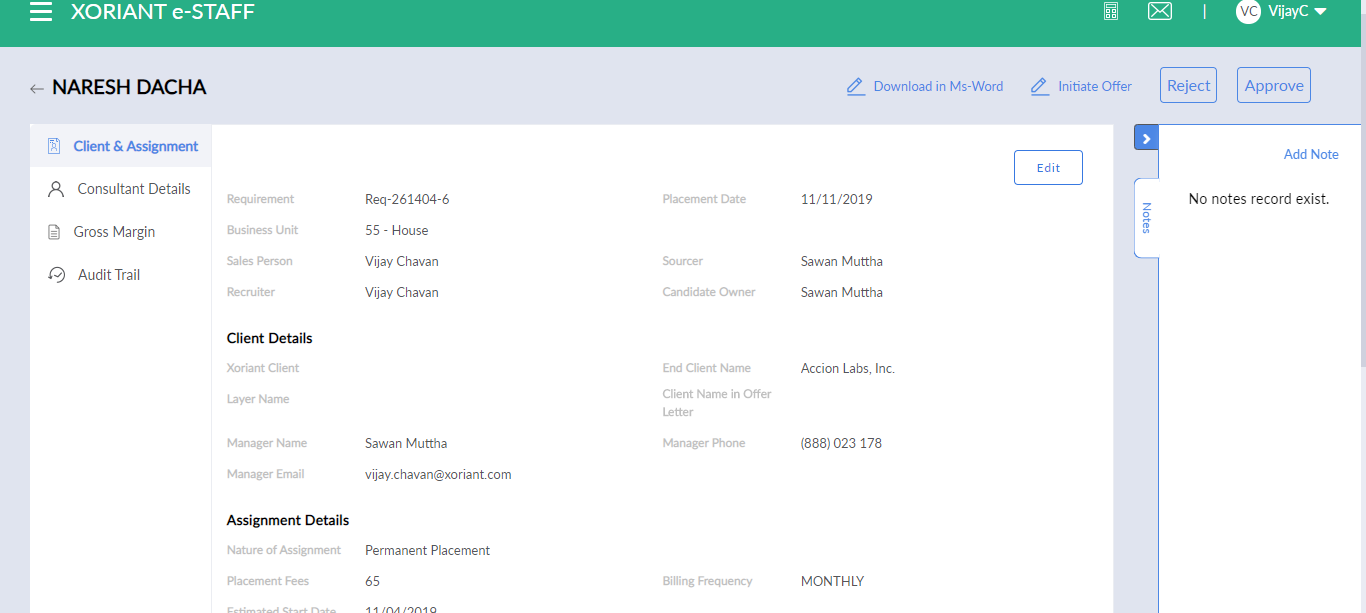 XORIANT e-STAFF
|
VC VijayC
← NARESH DACHA
Download in Ms-Word
Initiate Offer
Reject
Approve
Client & Assignment
Consultant Details
Gross Margin
Audit Trail
Edit
Requirement Req-261404-6 Placement Date 11/11/2019
Business Unit 55 - House
Sales Person Vijay Chavan Sourcer Sawan Muttha
Recruiter Vijay Chavan Candidate Owner Sawan Muttha
Client Details
Xoriant Client End Client Name Accion Labs, Inc.
Layer Name Client Name in Offer
Letter
Manager Name Sawan Muttha Manager Phone (888) 023 178
Manager Email vijay.chavan@xoriant.com
Assignment Details
Nature of Assignment Permanent Placement
Placement Fees 65 Billing Frequency MONTHLY
Estimated Start Date 11/04/2019
Notes
Add Note
No notes record exist.